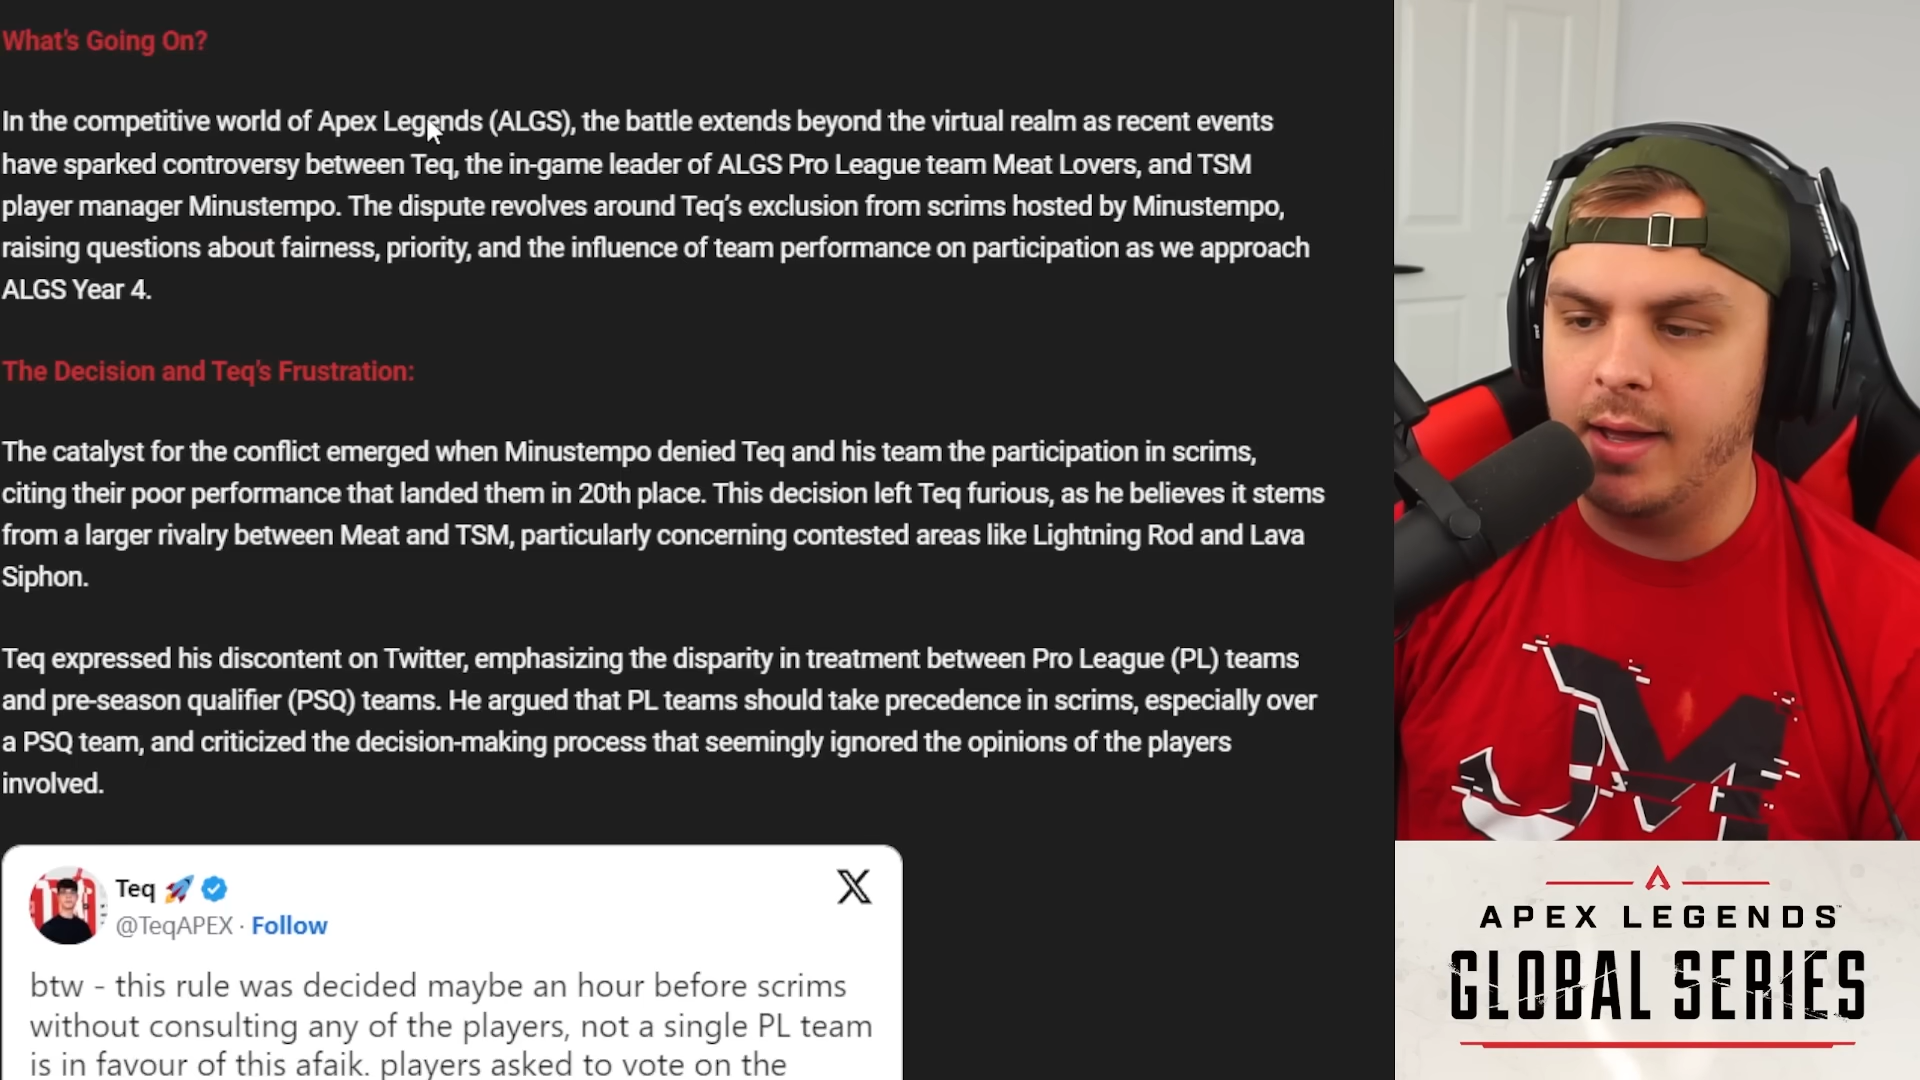 What's Going On?
In the competitive world of Apex Legends (ALGS), the battle extends beyond the virtual realm as recent events
have sparked controversy between Teq, the in-game leader of ALGS Pro League team Meat Lovers, and TSM
player manager Minustempo. The dispute revolves around Teq's exclusion from scrims hosted by Minustempo,
raising questions about fairness, priority, and the influence of team performance on participation as we approach
ALGS Year 4.
The Decision and Teq's Frustration:
The catalyst for the conflict emerged when Minustempo denied Teq and his team the participation in scrims,
citing their poor performance that landed them in 20th place. This decision left Teq furious, as he believes it stems
from a larger rivalry between Meat and TSM, particularly concerning contested areas like Lightning Rod and Lava
Siphon.
Teq expressed his discontent on Twitter, emphasizing the disparity in treatment between Pro League (PL) teams
and pre-season qualifier (PSQ) teams. He argued that PL teams should take precedence in scrims, especially over
a PSQ team, and criticized the decision-making process that seemingly ignored the opinions of the players
involved.
Teq 🚀
@TeqAPEX · Follow
btw - this rule was decided maybe an hour before scrims
without consulting any of the players, not a single PL team
is in favour of this afaik. players asked to vote on the
JM
APEX LEGENDS™
GLOBAL SERIES